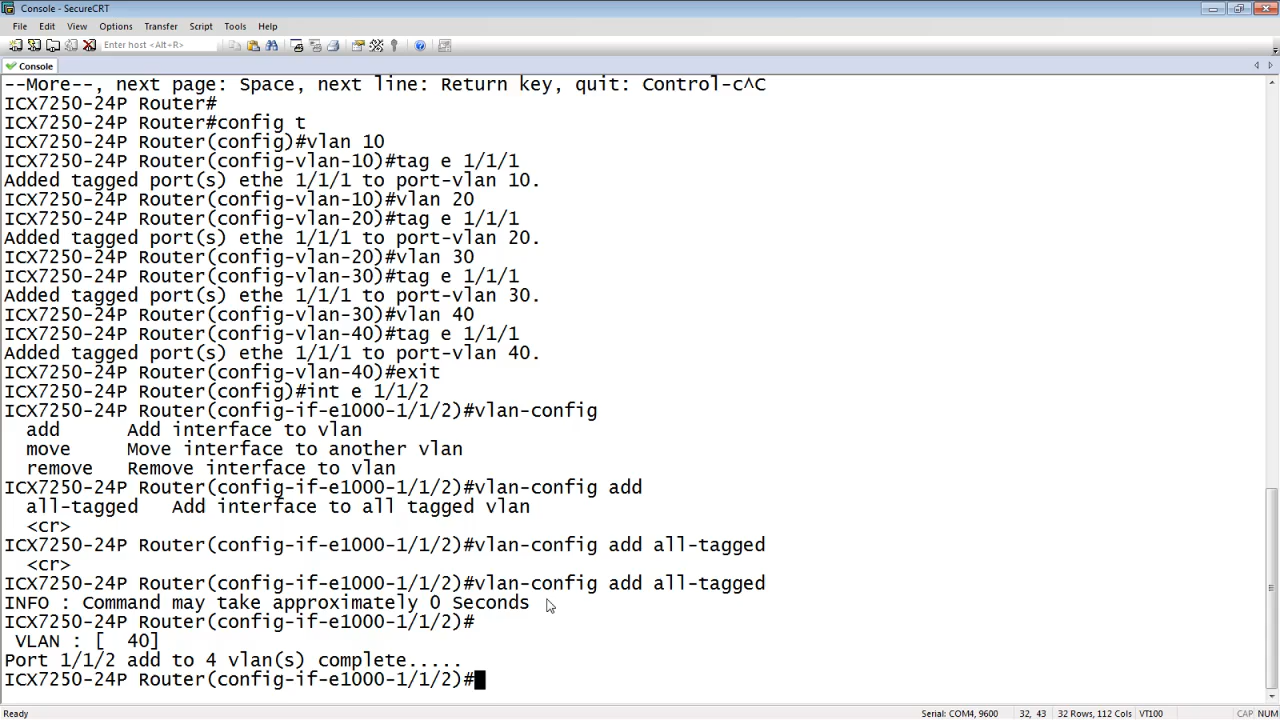 Console - SecureCRT
File Edit View Options Transfer Script Tools Help
Enter host <Alt+R>
Console
--More--, next page: Space, next line: Return key, quit: Control-c^C
ICX7250-24P Router#
ICX7250-24P Router#config t
ICX7250-24P Router(config)#vlan 10
ICX7250-24P Router(config-vlan-10)#tag e 1/1/1
Added tagged port(s) ethe 1/1/1 to port-vlan 10.
ICX7250-24P Router(config-vlan-10)#vlan 20
ICX7250-24P Router(config-vlan-20)#tag e 1/1/1
Added tagged port(s) ethe 1/1/1 to port-vlan 20.
ICX7250-24P Router(config-vlan-20)#vlan 30
ICX7250-24P Router(config-vlan-30)#tag e 1/1/1
Added tagged port(s) ethe 1/1/1 to port-vlan 30.
ICX7250-24P Router(config-vlan-30)#vlan 40
ICX7250-24P Router(config-vlan-40)#tag e 1/1/1
Added tagged port(s) ethe 1/1/1 to port-vlan 40.
ICX7250-24P Router(config-vlan-40)#exit
ICX7250-24P Router(config)#int e 1/1/2
ICX7250-24P Router(config-if-e1000-1/1/2)#vlan-config
  add      Add interface to vlan
  move     Move interface to another vlan
  remove   Remove interface to vlan
ICX7250-24P Router(config-if-e1000-1/1/2)#vlan-config add
  all-tagged   Add interface to all tagged vlan
  <cr>
ICX7250-24P Router(config-if-e1000-1/1/2)#vlan-config add all-tagged
  <cr>
ICX7250-24P Router(config-if-e1000-1/1/2)#vlan-config add all-tagged
INFO : Command may take approximately 0 Seconds
ICX7250-24P Router(config-if-e1000-1/1/2)#
 VLAN : [  40]
Port 1/1/2 add to 4 vlan(s) complete.....
ICX7250-24P Router(config-if-e1000-1/1/2)#
Ready Serial: COM4, 9600 32, 43 32 Rows, 112 Cols VT100 CAP NUM